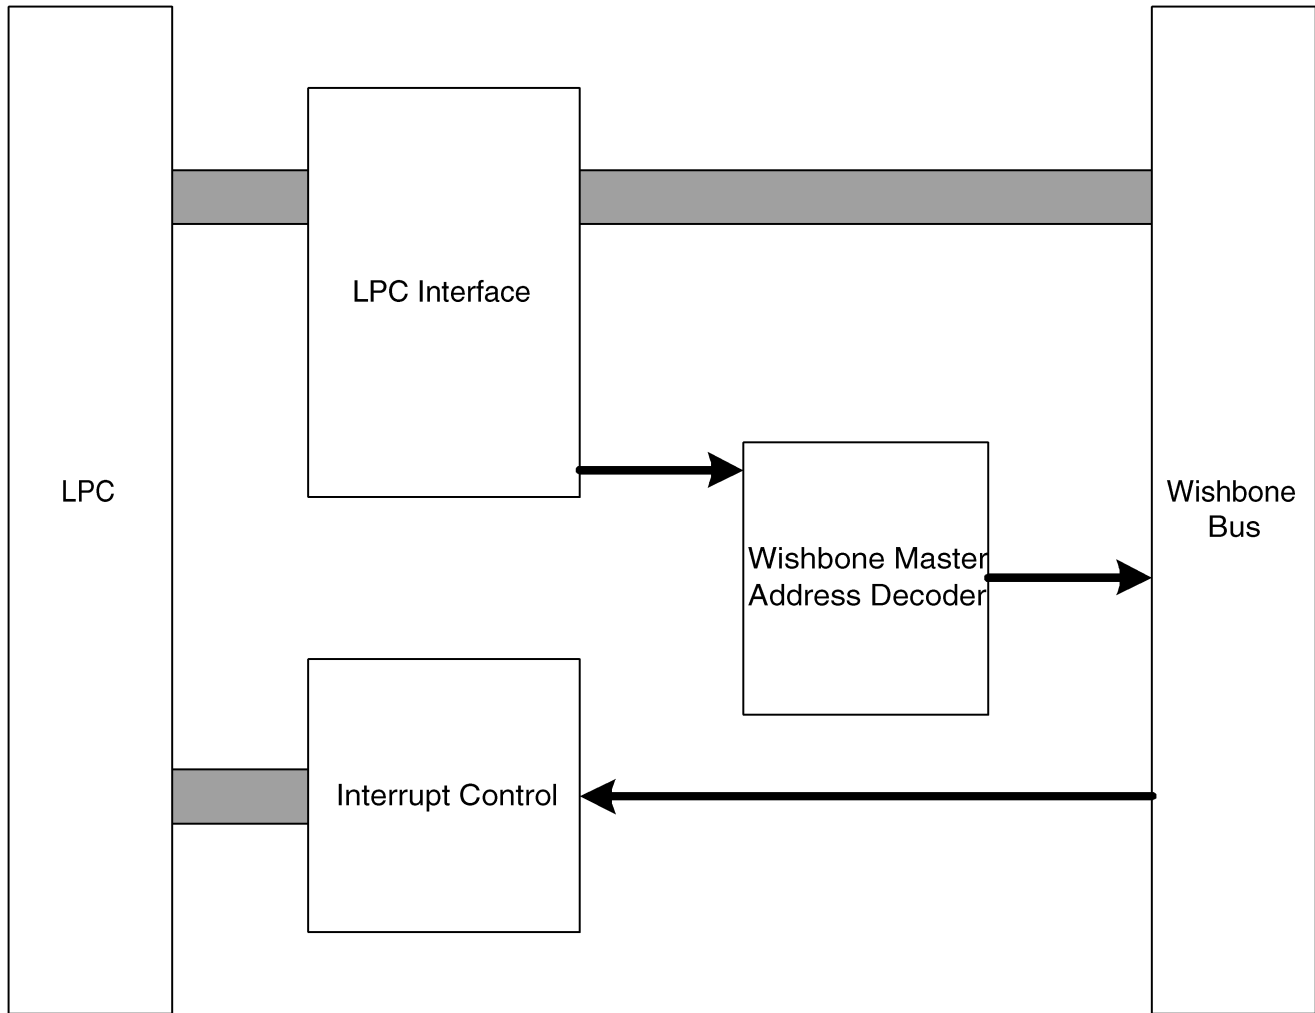 LPC Interface
LPC
Wishbone
Bus
Wishbone Master
Address Decoder
Interrupt Control